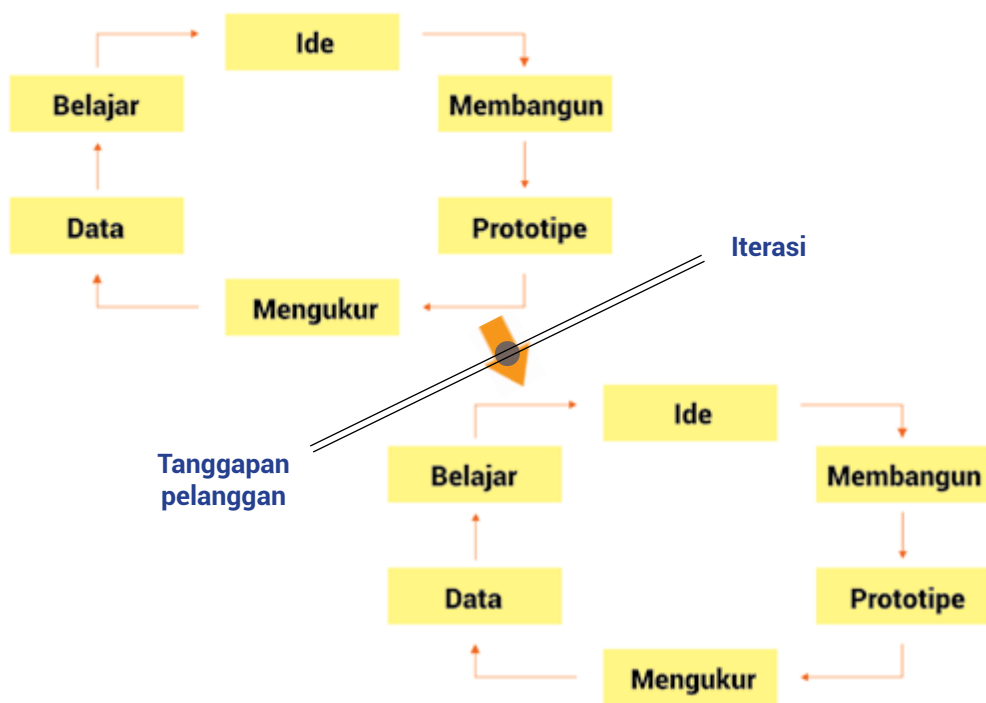 Ide
Belajar
Membangun
Data
Prototipe
Mengukur
Iterasi
Tanggapan
pelanggan
Ide
Belajar
Membangun
Data
Prototipe
Mengukur